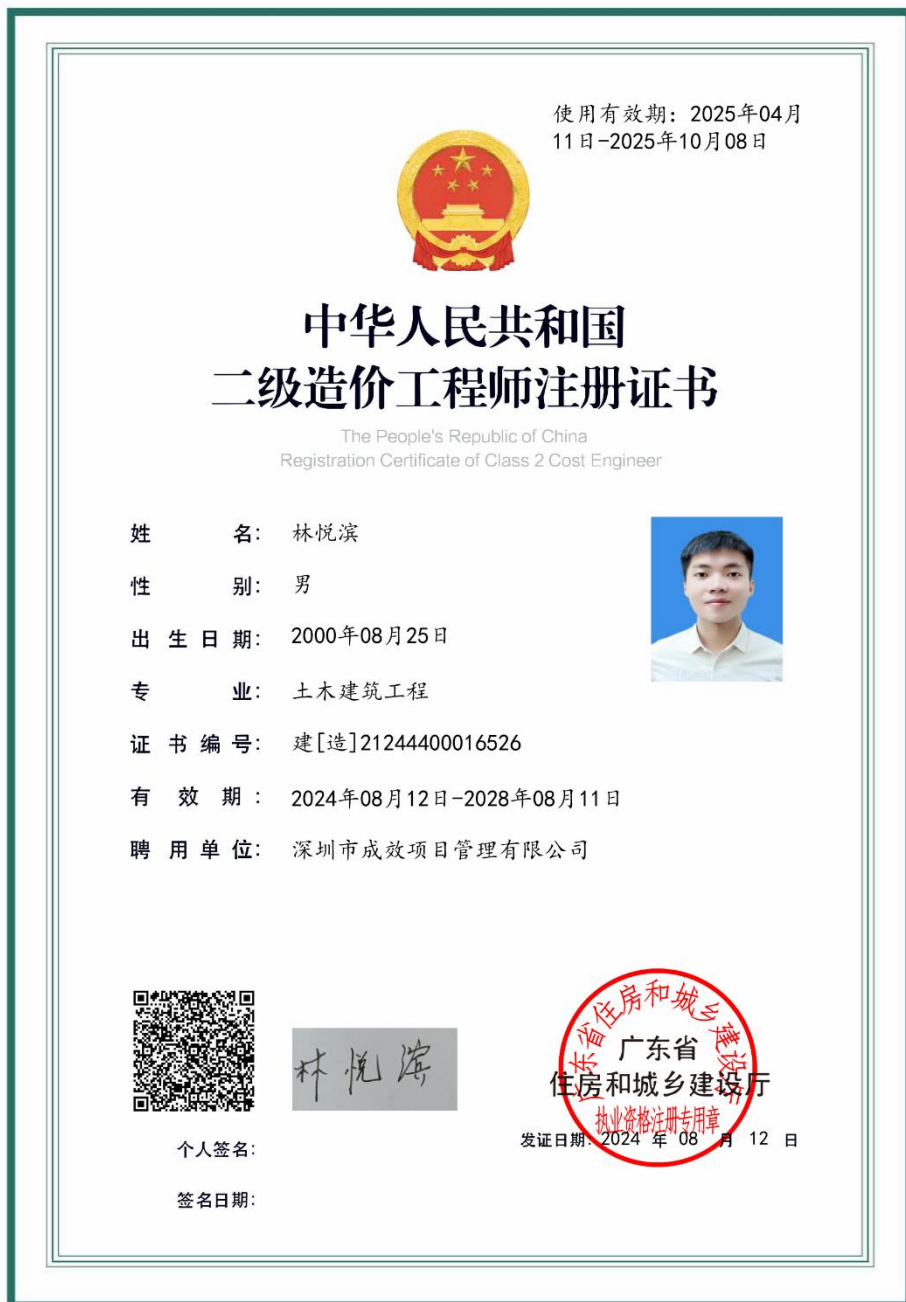 使用有效期：2025年04月
11日-2025年10月08日
中华人民共和国
二级造价工程师注册证书
The People's Republic of China
Registration Certificate of Class 2 Cost Engineer
姓 名： 林悦滨
性 别： 男
出生日期： 2000年08月25日
专 业： 土木建筑工程
证书编号： 建[造]21244400016526
有 效 期： 2024年08月12日-2028年08月11日
聘用单位： 深圳市成效项目管理有限公司
林悦滨
广东省住房和城乡建设厅
广东省
住房和城乡建设厅
执业资格注册专用章
个人签名：
发证日期：2024 年 08 月 12 日
签名日期：